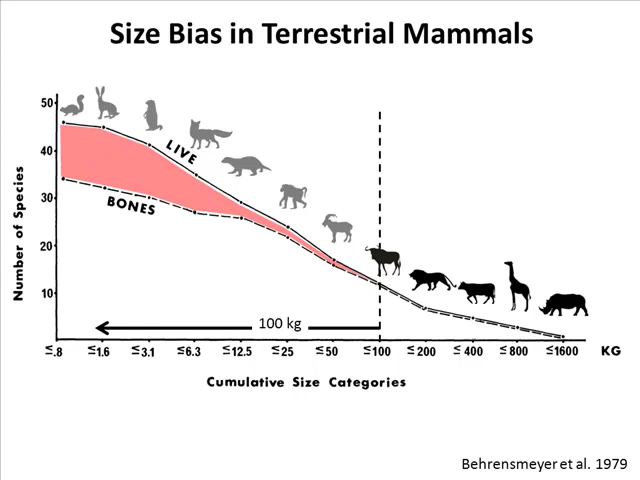 Size Bias in Terrestrial Mammals
Number of Species
50
40
30
20
10
LIVE
BONES
100 kg
≤.8 ≤1.6 ≤3.1 ≤6.3 ≤12.5 ≤25 ≤50 ≤100 ≤200 ≤400 ≤800 ≤1600 KG
Cumulative Size Categories
Behrensmeyer et al. 1979